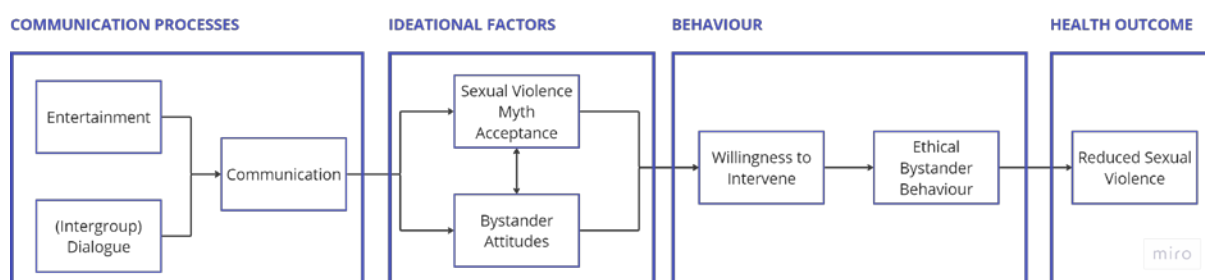 COMMUNICATION PROCESSES
IDEATIONAL FACTORS
BEHAVIOUR
HEALTH OUTCOME
Entertainment
(Intergroup)
Dialogue
Communication
Sexual Violence
Myth
Acceptance
Bystander
Attitudes
Willingness to
Intervene
Ethical
Bystander
Behaviour
Reduced Sexual
Violence
miro